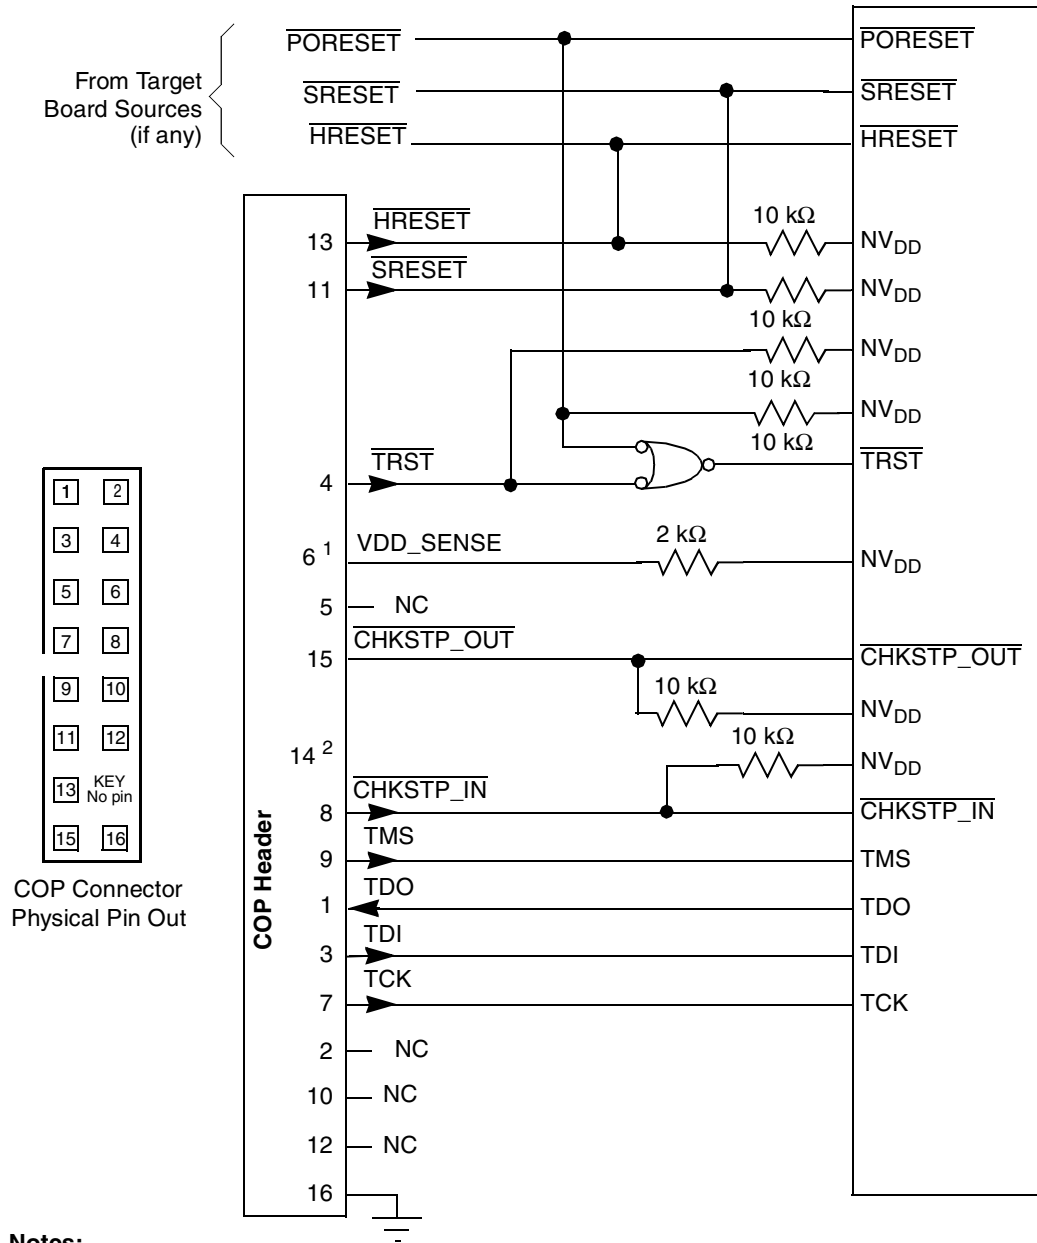 From Target
Board Sources
(if any)
PORESET
SRESET
HRESET
PORESET
SRESET
HRESET
13
HRESET
10 kΩ
NVDD
11
SRESET
10 kΩ
NVDD
10 kΩ
NVDD
10 kΩ
NVDD
4
TRST
TRST
6 1
VDD_SENSE
2 kΩ
NVDD
5
NC
15
CHKSTP_OUT
CHKSTP_OUT
10 kΩ
NVDD
14 2
10 kΩ
NVDD
8
CHKSTP_IN
CHKSTP_IN
9
TMS
TMS
1
TDO
TDO
3
TDI
TDI
7
TCK
TCK
2
NC
10
NC
12
NC
16
COP Header
1 2
3 4
5 6
7 8
9 10
11 12
13 KEY
No pin
15 16
COP Connector
Physical Pin Out
Notes: